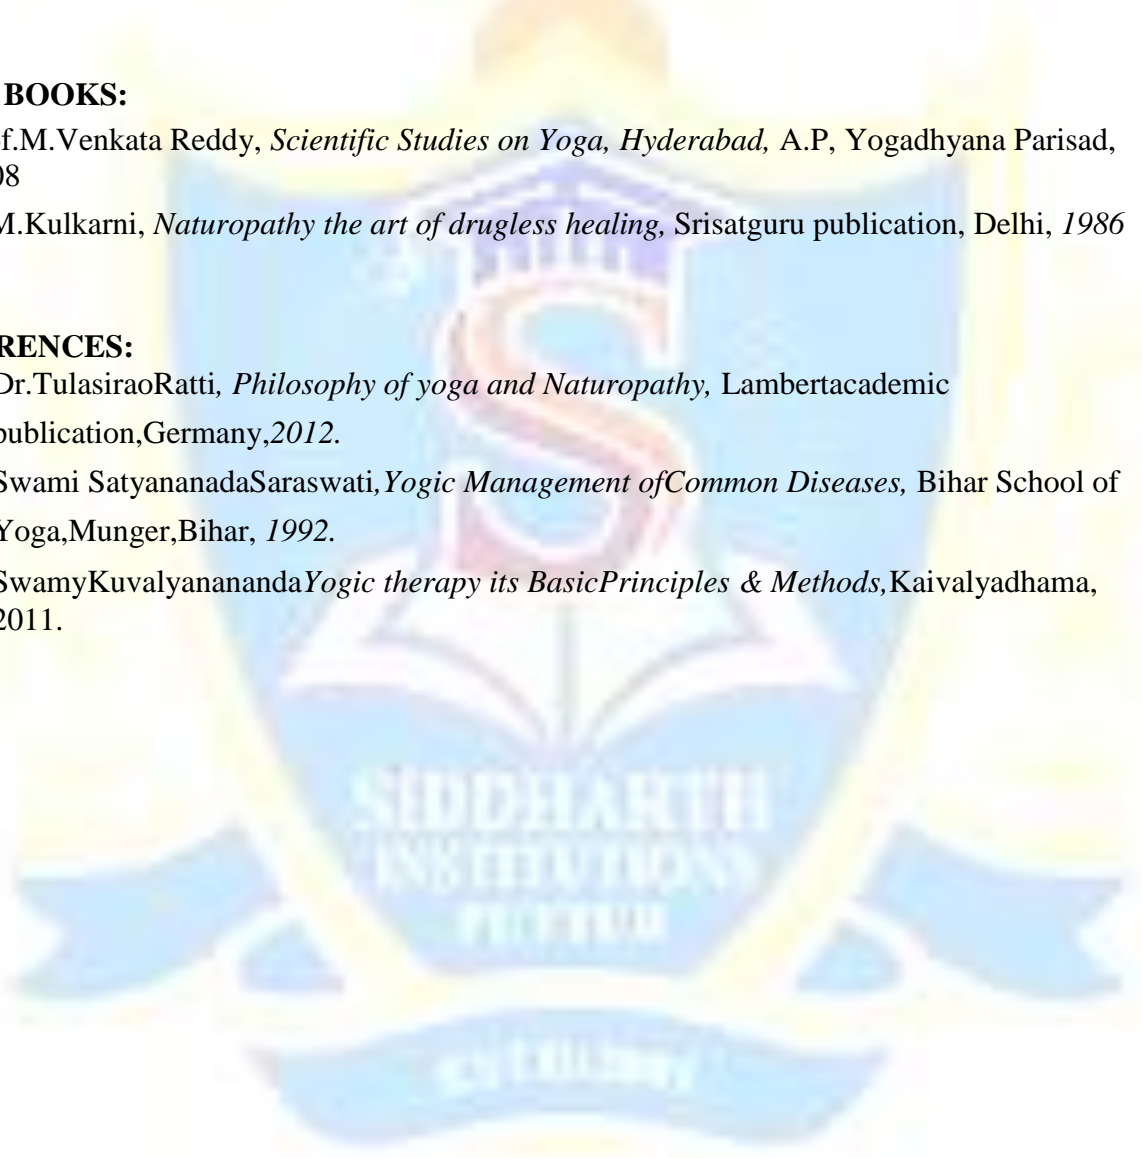 BOOKS:
f.M.Venkata Reddy, Scientific Studies on Yoga, Hyderabad, A.P, Yogadhyana Parisad,
08
M.Kulkarni, Naturopathy the art of drugless healing, Srisatguru publication, Delhi, 1986
RENCES:
Dr.TulasiraoRatti, Philosophy of yoga and Naturopathy, Lambertacademic
publication,Germany,2012.
Swami SatyananadaSaraswati,Yogic Management ofCommon Diseases, Bihar School of
Yoga,Munger,Bihar, 1992.
SwamyKuvalyanandaYogic therapy its BasicPrinciples & Methods,Kaivalyadhama,
2011.
S
SIDDHARTH
INSTITUTIONS
PUTTUR